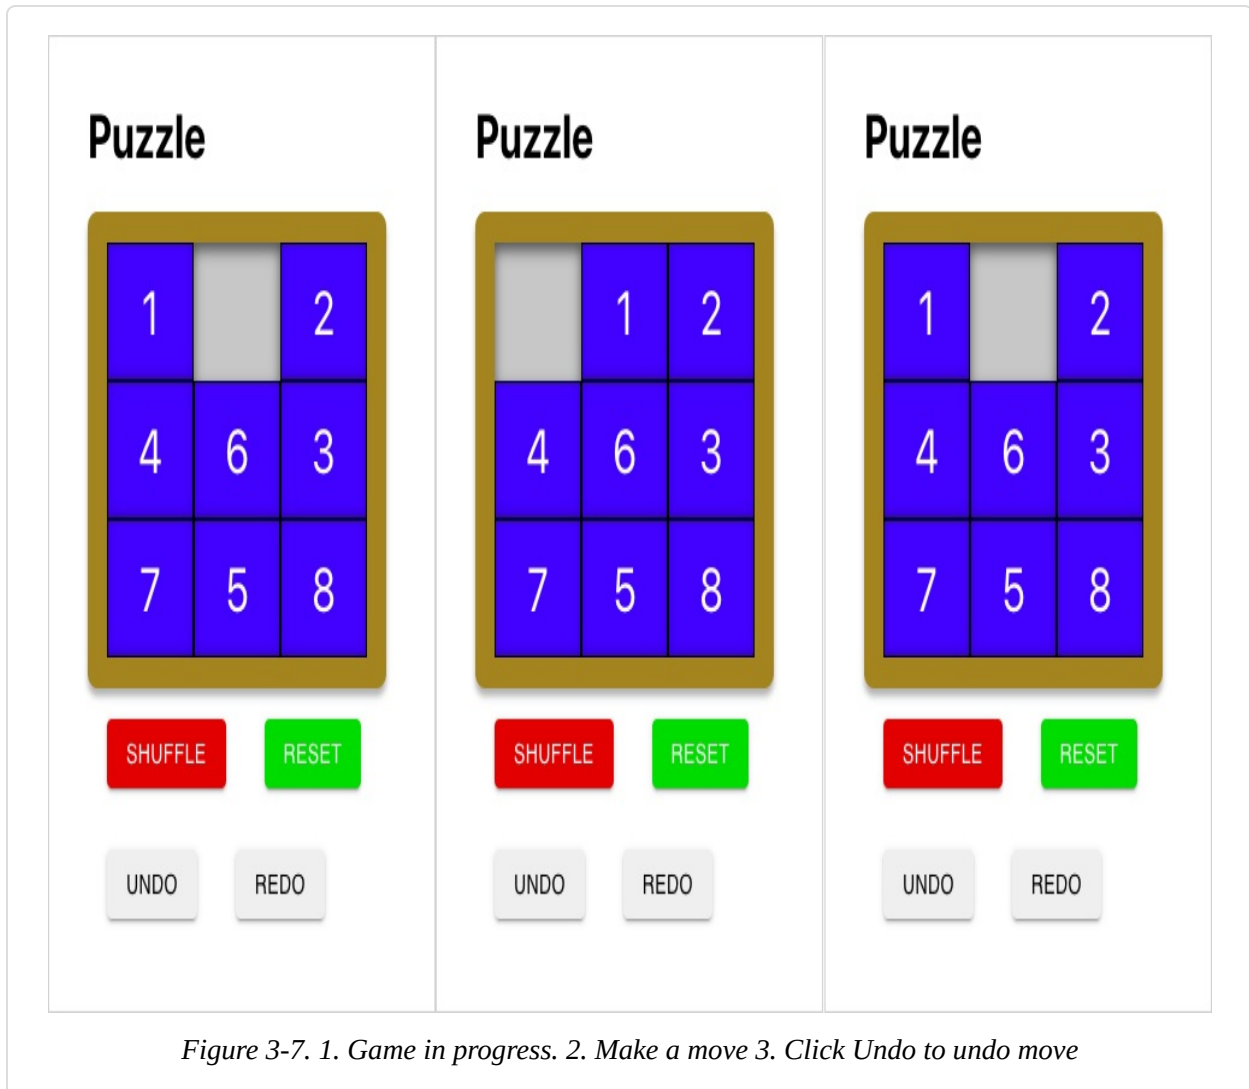 Puzzle Puzzle Puzzle
1 2 1 2 1 2
4 6 3 4 6 3 4 6 3
7 5 8 7 5 8 7 5 8
SHUFFLE RESET SHUFFLE RESET SHUFFLE RESET
UNDO REDO UNDO REDO UNDO REDO
Figure 3-7. 1. Game in progress. 2. Make a move 3. Click Undo to undo move